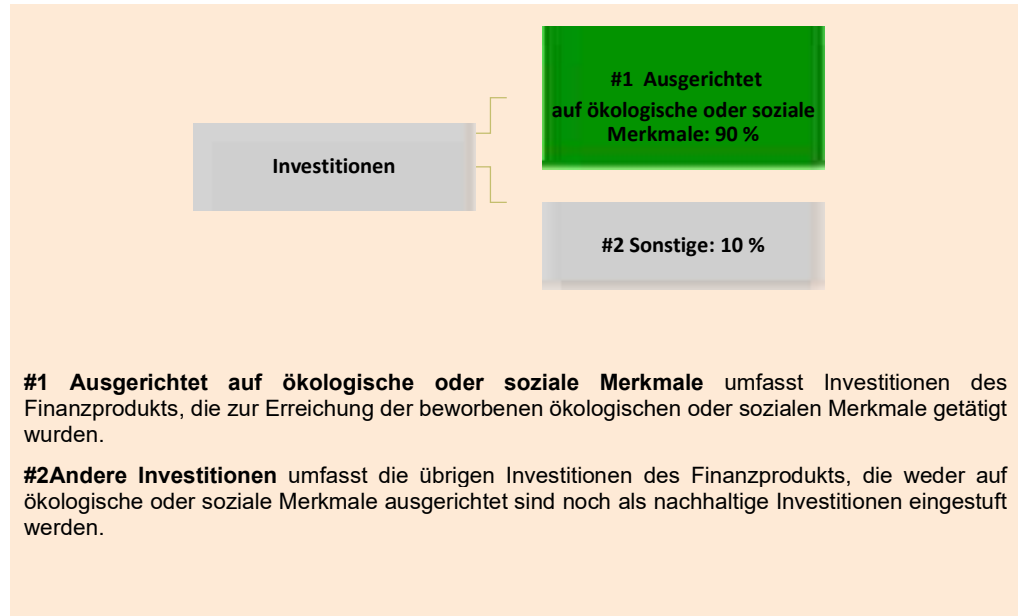 #1 Ausgerichtet
auf ökologische oder soziale
Merkmale: 90 %
Investitionen
#2 Sonstige: 10 %
#1 Ausgerichtet auf ökologische oder soziale Merkmale umfasst Investitionen des
Finanzprodukts, die zur Erreichung der beworbenen ökologischen oder sozialen Merkmale getätigt
wurden.
#2Andere Investitionen umfasst die übrigen Investitionen des Finanzprodukts, die weder auf
ökologische oder soziale Merkmale ausgerichtet sind noch als nachhaltige Investitionen eingestuft
werden.